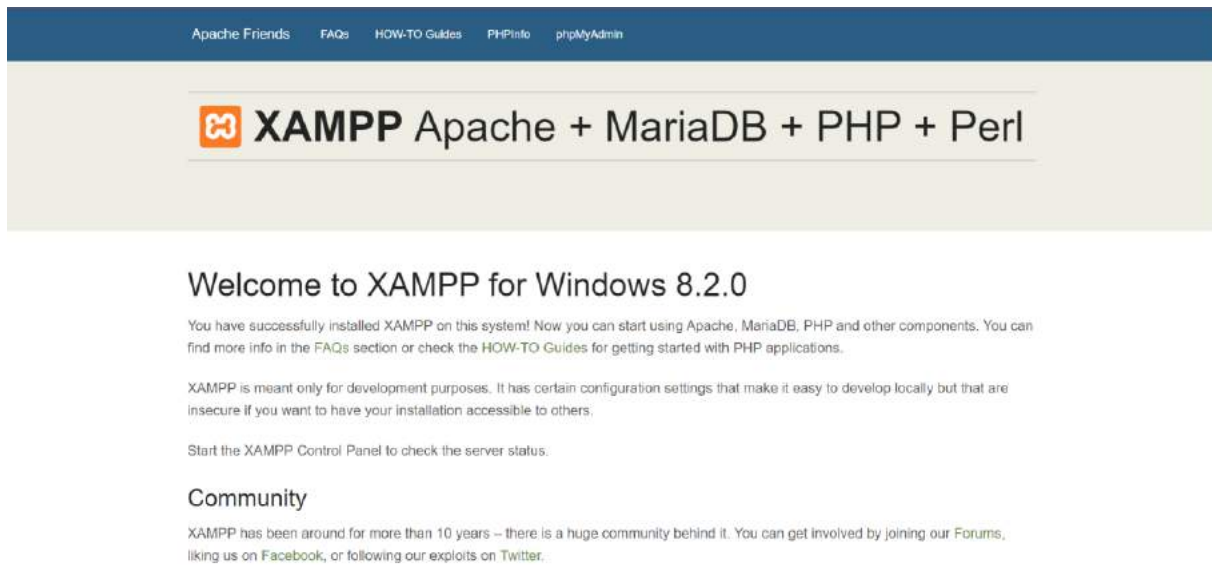 Apache Friends FAQs HOW-TO Guides PHPInfo phpMyAdmin
XAMPP Apache + MariaDB + PHP + Perl
Welcome to XAMPP for Windows 8.2.0
You have successfully installed XAMPP on this system! Now you can start using Apache, MariaDB, PHP and other components. You can
find more info in the FAQs section or check the HOW-TO Guides for getting started with PHP applications.
XAMPP is meant only for development purposes. It has certain configuration settings that make it easy to develop locally but that are
insecure if you want to have your installation accessible to others.
Start the XAMPP Control Panel to check the server status.
Community
XAMPP has been around for more than 10 years – there is a huge community behind it. You can get involved by joining our Forums,
liking us on Facebook, or following our exploits on Twitter.